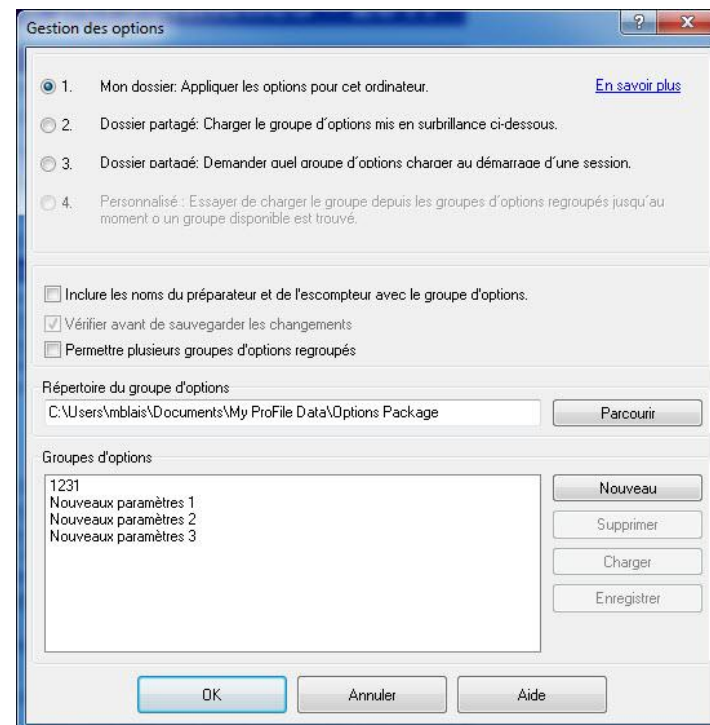 Gestion des options
1. Mon dossier: Appliquer les options pour cet ordinateur. En savoir plus
2. Dossier partagé: Charger le groupe d'options mis en surbrillance ci-dessous.
3. Dossier partagé: Demander quel groupe d'options charger au démarrage d'une session.
4. Personnalisé : Essayer de charger le groupe depuis les groupes d'options regroupés jusqu'au
moment o un groupe disponible est trouvé.
Inclure les noms du préparateur et de l'escompteur avec le groupe d'options.
Vérifier avant de sauvegarder les changements
Permettre plusieurs groupes d'options regroupés
Répertoire du groupe d'options
C:\Users\mblais\Documents\My ProFile Data\Options Package Parcourir
Groupes d'options
1231
Nouveaux paramètres 1
Nouveaux paramètres 2
Nouveaux paramètres 3
Nouveau
Supprimer
Charger
Enregistrer
OK Annuler Aide